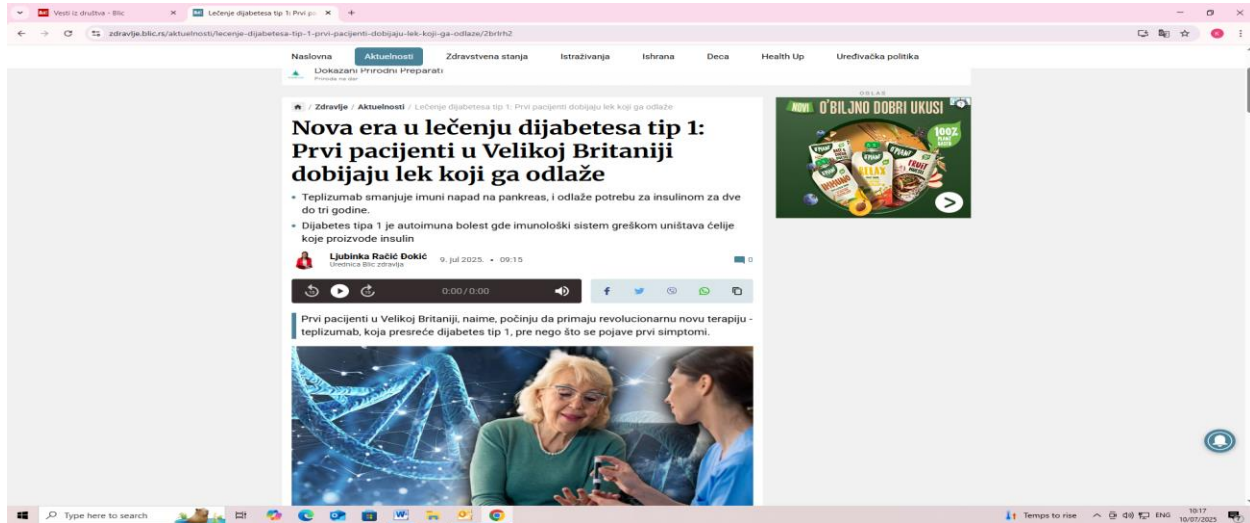 Vesti iz društva - Blic
Lečenje dijabetesa tip 1: Prvi pa
zdravlje.blic.rs/aktuelnosti/lecenje-dijabetesa-tip-1-prvi-pacijenti-dobijaju-lek-koji-ga-odlaze/2brlrh2
Naslovna Aktuelnosti Zdravstvena stanja Istraživanja Ishrana Deca Health Up Uređivačka politika
Dokazani Prirodni Preparati
Priroda na dar
/ Zdravlje / Aktuelnosti / Lečenje dijabetesa tip 1: Prvi pacijenti dobijaju lek koji ga odlaže
Nova era u lečenju dijabetesa tip 1:
Prvi pacijenti u Velikoj Britaniji
dobijaju lek koji ga odlaže
• Teplizumab smanjuje imuni napad na pankreas, i odlaže potrebu za insulinom za dve
do tri godine.
• Dijabetes tipa 1 je autoimuna bolest gde imunološki sistem greškom uništava ćelije
koje proizvode insulin
Ljubinka Račić Đokić
Urednica Blic zdravlja
9. jul 2025. • 09:15
0
0:00 / 0:00
Prvi pacijenti u Velikoj Britaniji, naime, počinju da primaju revolucionarnu novu terapiju -
teplizumab, koja presreće dijabetes tip 1, pre nego što se pojave prvi simptomi.
OGLAS
NOVI O'BILJNO DOBRI UKUSI
100%
IMMUNO
RELAX
FRUIT
Type here to search
Temps to rise
ENG
10:17
10/07/2025